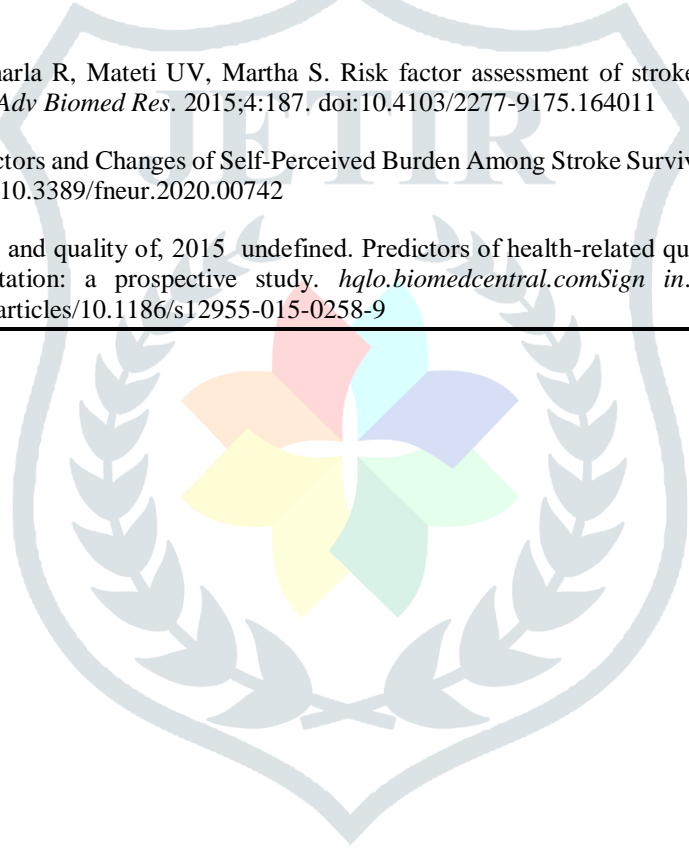 arla R, Mateti UV, Martha S. Risk factor assessment of stroke
Adv Biomed Res. 2015;4:187. doi:10.4103/2277-9175.164011
ctors and Changes of Self-Perceived Burden Among Stroke Surviv
10.3389/fneur.2020.00742
and quality of, 2015 undefined. Predictors of health-related qu
tation: a prospective study. hqlo.biomedcentral.comSign in.
articles/10.1186/s12955-015-0258-9
JETIR